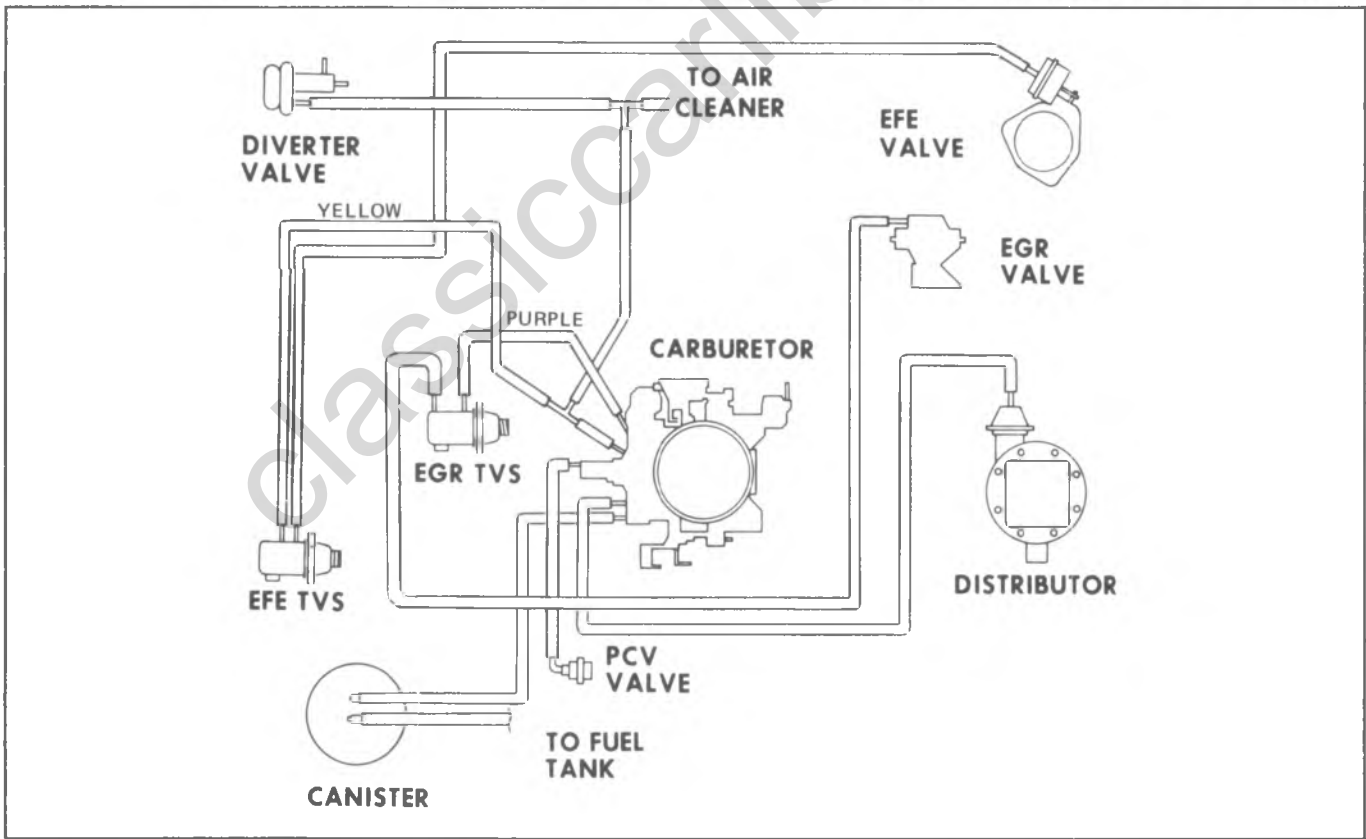 TO AIR
CLEANER
DIVERTER
VALVE
EFE
VALVE
YELLOW
EGR
VALVE
PURPLE
CARBURETOR
EGR TVS
EFE TVS
DISTRIBUTOR
PCV
VALVE
TO FUEL
TANK
CANISTER
classiccarlib